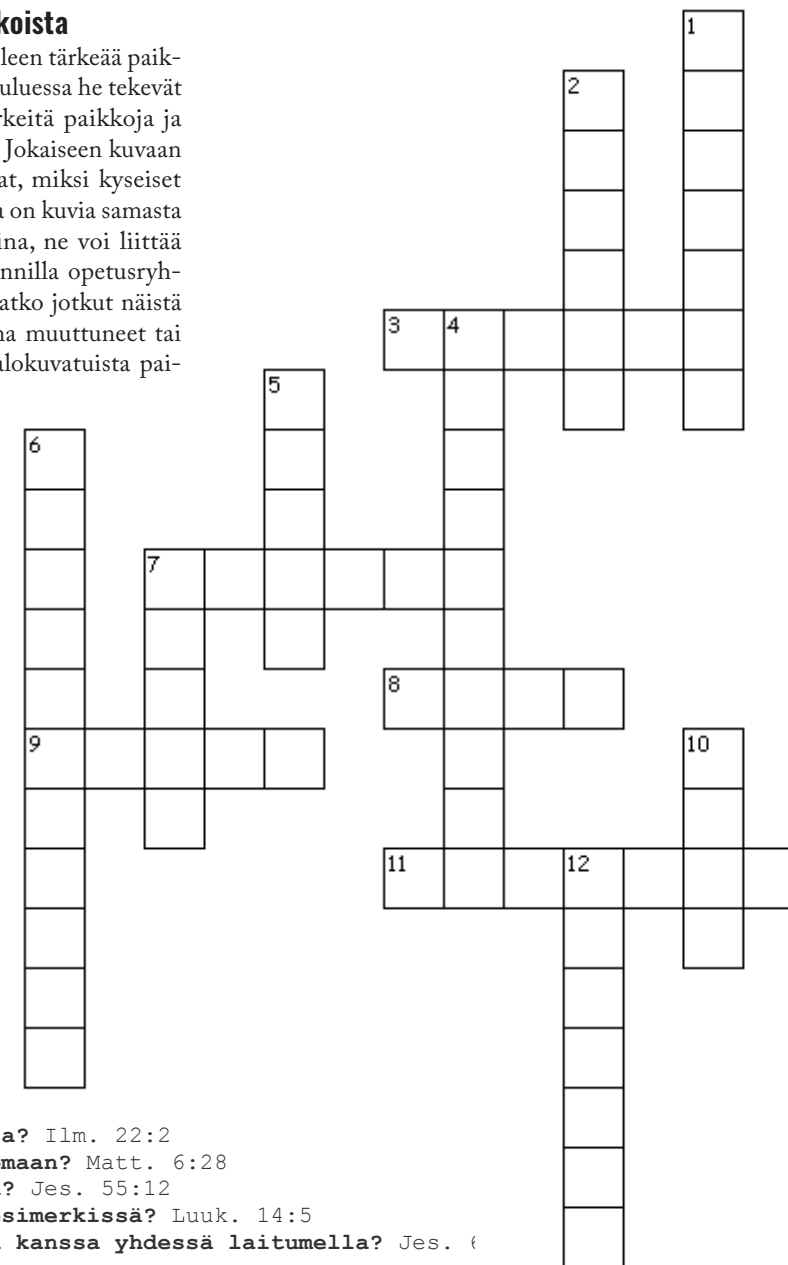 koista
leen tärkeää paik-
uluessa he tekevät
rkeitä paikkoja ja
Jokaiseen kuvaan
at, miksi kyseiset
a on kuvia samasta
ina, ne voi liittää
nnilla opetusryh-
atko jotkut näistä
na muuttuneet tai
alokuvatuista pai-
1
2
3 4
5
6
7
8
9
10
11 12
a? Ilm. 22:2
omaan? Matt. 6:28
? Jes. 55:12
esimerkissä? Luuk. 14:5
kanssa yhdessä laitumella? Jes.